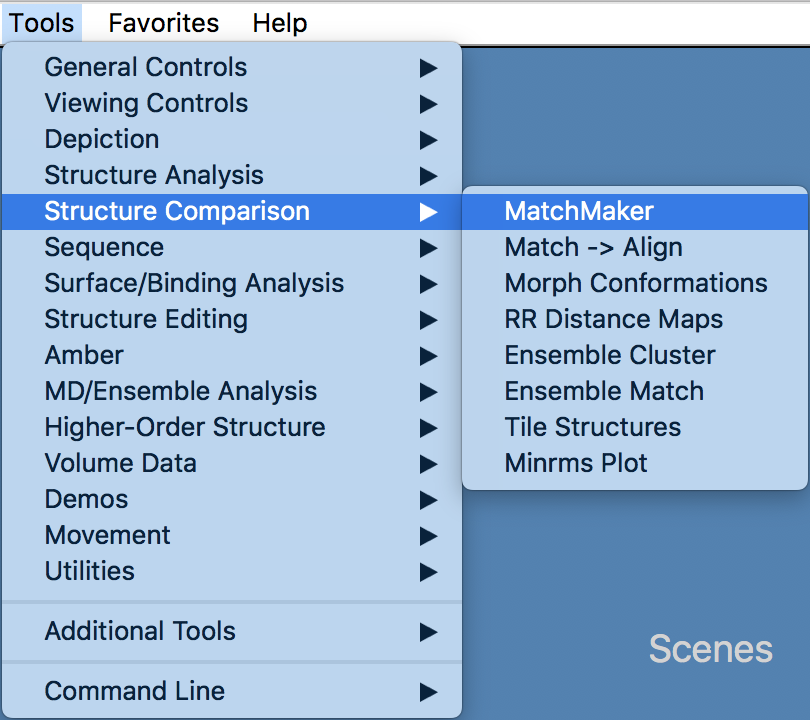 Tools Favorites Help
General Controls
Viewing Controls
Depiction
Structure Analysis
Structure Comparison
Sequence
Surface/Binding Analysis
Structure Editing
Amber
MD/Ensemble Analysis
Higher-Order Structure
Volume Data
Demos
Movement
Utilities
Additional Tools
Command Line
MatchMaker
Match -> Align
Morph Conformations
RR Distance Maps
Ensemble Cluster
Ensemble Match
Tile Structures
Minrms Plot
Scenes